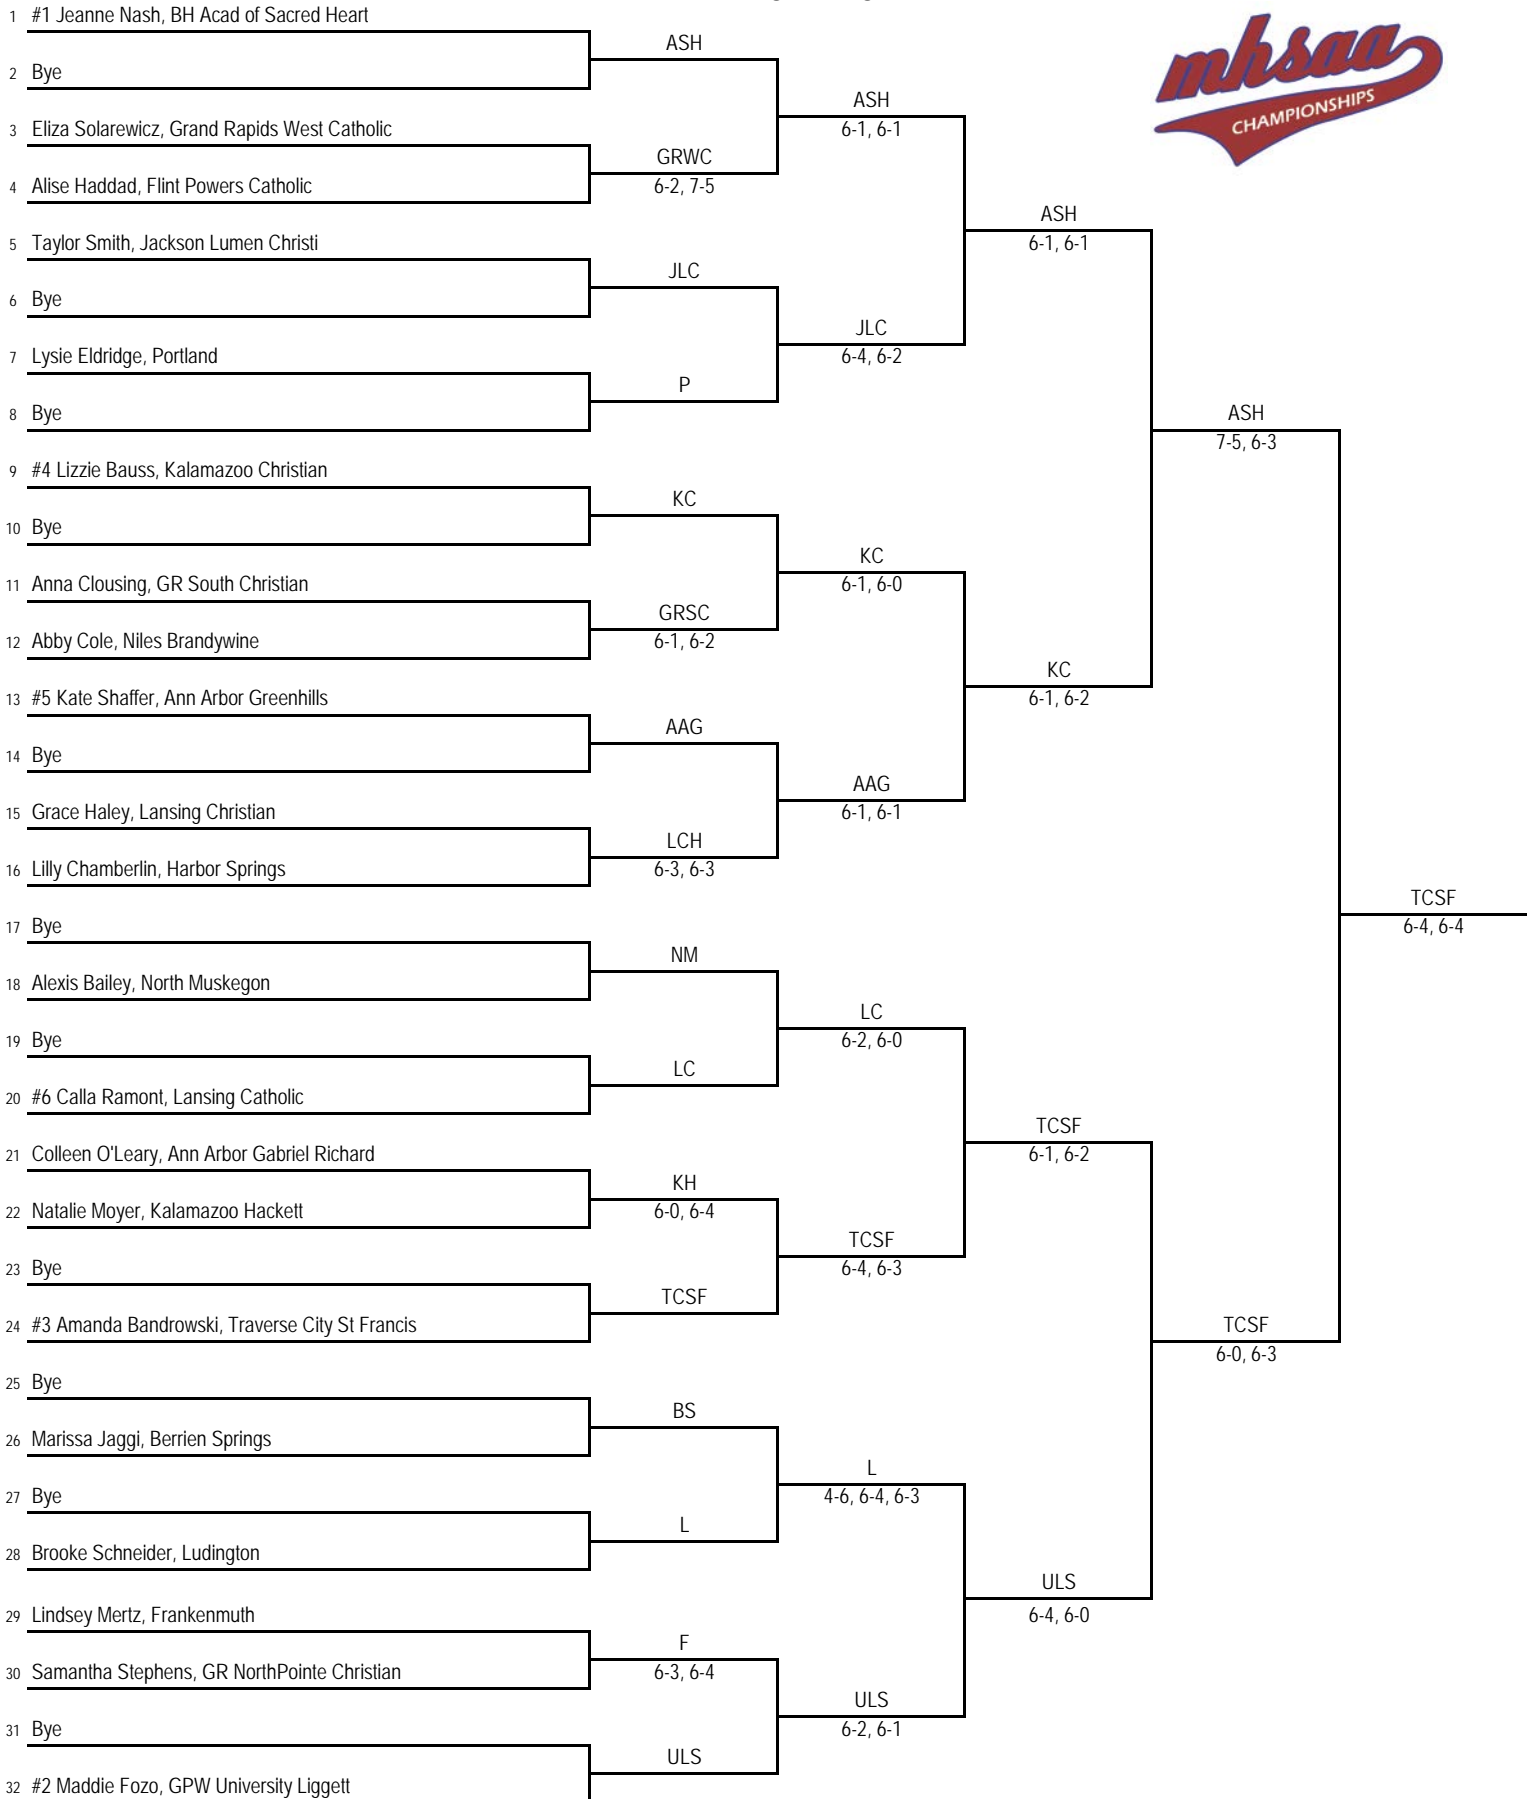 1 #1 Jeanne Nash, BH Acad of Sacred Heart
2 Bye
3 Eliza Solarewicz, Grand Rapids West Catholic
4 Alise Haddad, Flint Powers Catholic
5 Taylor Smith, Jackson Lumen Christi
6 Bye
7 Lysie Eldridge, Portland
8 Bye
9 #4 Lizzie Bauss, Kalamazoo Christian
10 Bye
11 Anna Clousing, GR South Christian
12 Abby Cole, Niles Brandywine
13 #5 Kate Shaffer, Ann Arbor Greenhills
14 Bye
15 Grace Haley, Lansing Christian
16 Lilly Chamberlin, Harbor Springs
17 Bye
18 Alexis Bailey, North Muskegon
19 Bye
20 #6 Calla Ramont, Lansing Catholic
21 Colleen O'Leary, Ann Arbor Gabriel Richard
22 Natalie Moyer, Kalamazoo Hackett
23 Bye
24 #3 Amanda Bandrowski, Traverse City St Francis
25 Bye
26 Marissa Jaggi, Berrien Springs
27 Bye
28 Brooke Schneider, Ludington
29 Lindsey Mertz, Frankenmuth
30 Samantha Stephens, GR NorthPointe Christian
31 Bye
32 #2 Maddie Fozo, GPW University Liggett
ASH
GRWC
6-2, 7-5
JLC
P
KC
GRSC
6-1, 6-2
AAG
LCH
6-3, 6-3
NM
LC
KH
6-0, 6-4
TCSF
BS
L
F
6-3, 6-4
ULS
ASH
6-1, 6-1
JLC
6-4, 6-2
KC
6-1, 6-0
AAG
6-1, 6-1
LC
6-2, 6-0
TCSF
6-4, 6-3
L
4-6, 6-4, 6-3
ULS
6-2, 6-1
ASH
6-1, 6-1
KC
6-1, 6-2
TCSF
6-1, 6-2
ULS
6-4, 6-0
ASH
7-5, 6-3
TCSF
6-0, 6-3
TCSF
6-4, 6-4
mhsaa
CHAMPIONSHIPS